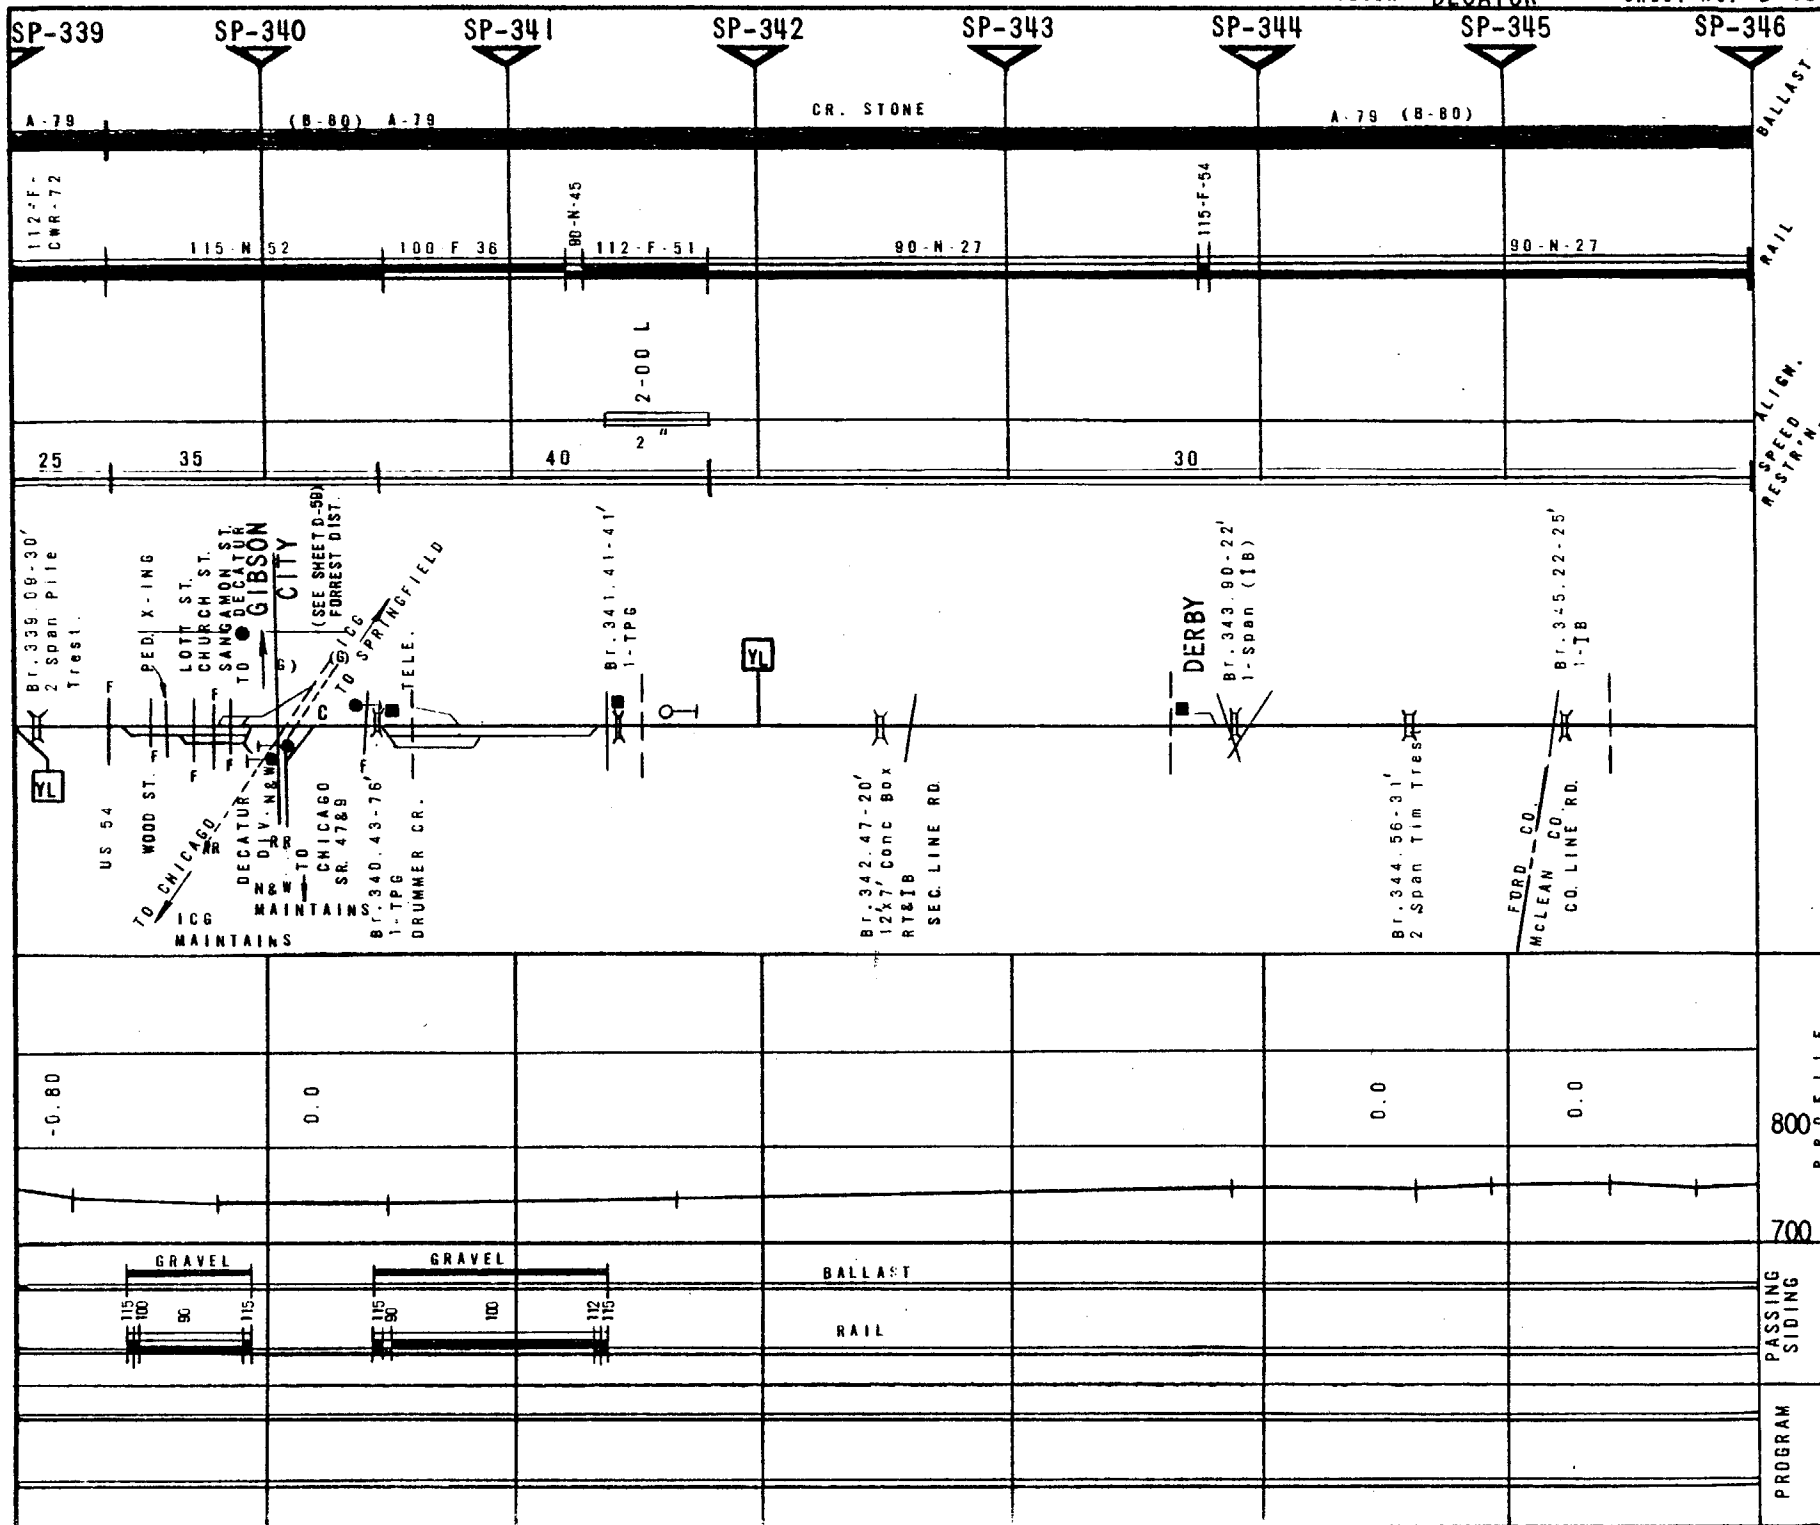 DECATUR
SP-339 SP-340 SP-341 SP-342 SP-343 SP-344 SP-345 SP-346
A-79 (B-80) A-79 CR. STONE A-79 (B-80)
BALLAST
112-F-
CWR-72
115-N-52
100-F-36
90-N-45
112-F-51
90-N-27
115-F-54
90-N-27
RAIL
2-00 L
2"
ALIGN.
25 35 40 30
SPEED
RESTR'N.
Br.339.09-30'
2 Span Pile
Trest.
PED. X-ING
LOTT ST.
CHURCH ST.
SANGAMON ST.
TO DECATUR
GIBSON
CITY
(SEE SHEET D-59)
FORREST DIST.
ICG
TO SPRINGFIELD
(G)
G)
TELE.
Br.341.41-41'
1-TPG
YL
DERBY
Br.343.90-22'
1-Span (IB)
Br.345.22-25'
1-IB
F
F
C
F
F
F
F
YL
US 54
WOOD ST.
TO CHICAGO
ICG
MAINTAINS
DECATUR
DIV. N&W
RR
TO
CHICAGO
N&W
MAINTAINS
SR. 47&9
Br.340.43-76'
1-TPG
DRUMMER CR.
Br.342.47-20'
12'x7' Conc Box
RT&IB
SEC. LINE RD.
Br.344.56-31'
2 Span Tim Trest
FORD CO.
McLEAN CO.
CO. LINE RD.
-0.80
0.0
0.0
0.0
800
PROFILE
700
GRAVEL
GRAVEL
BALLAST
115 100 90 115
115 90 100 112 115
RAIL
PASSING
SIDING
PROGRAM